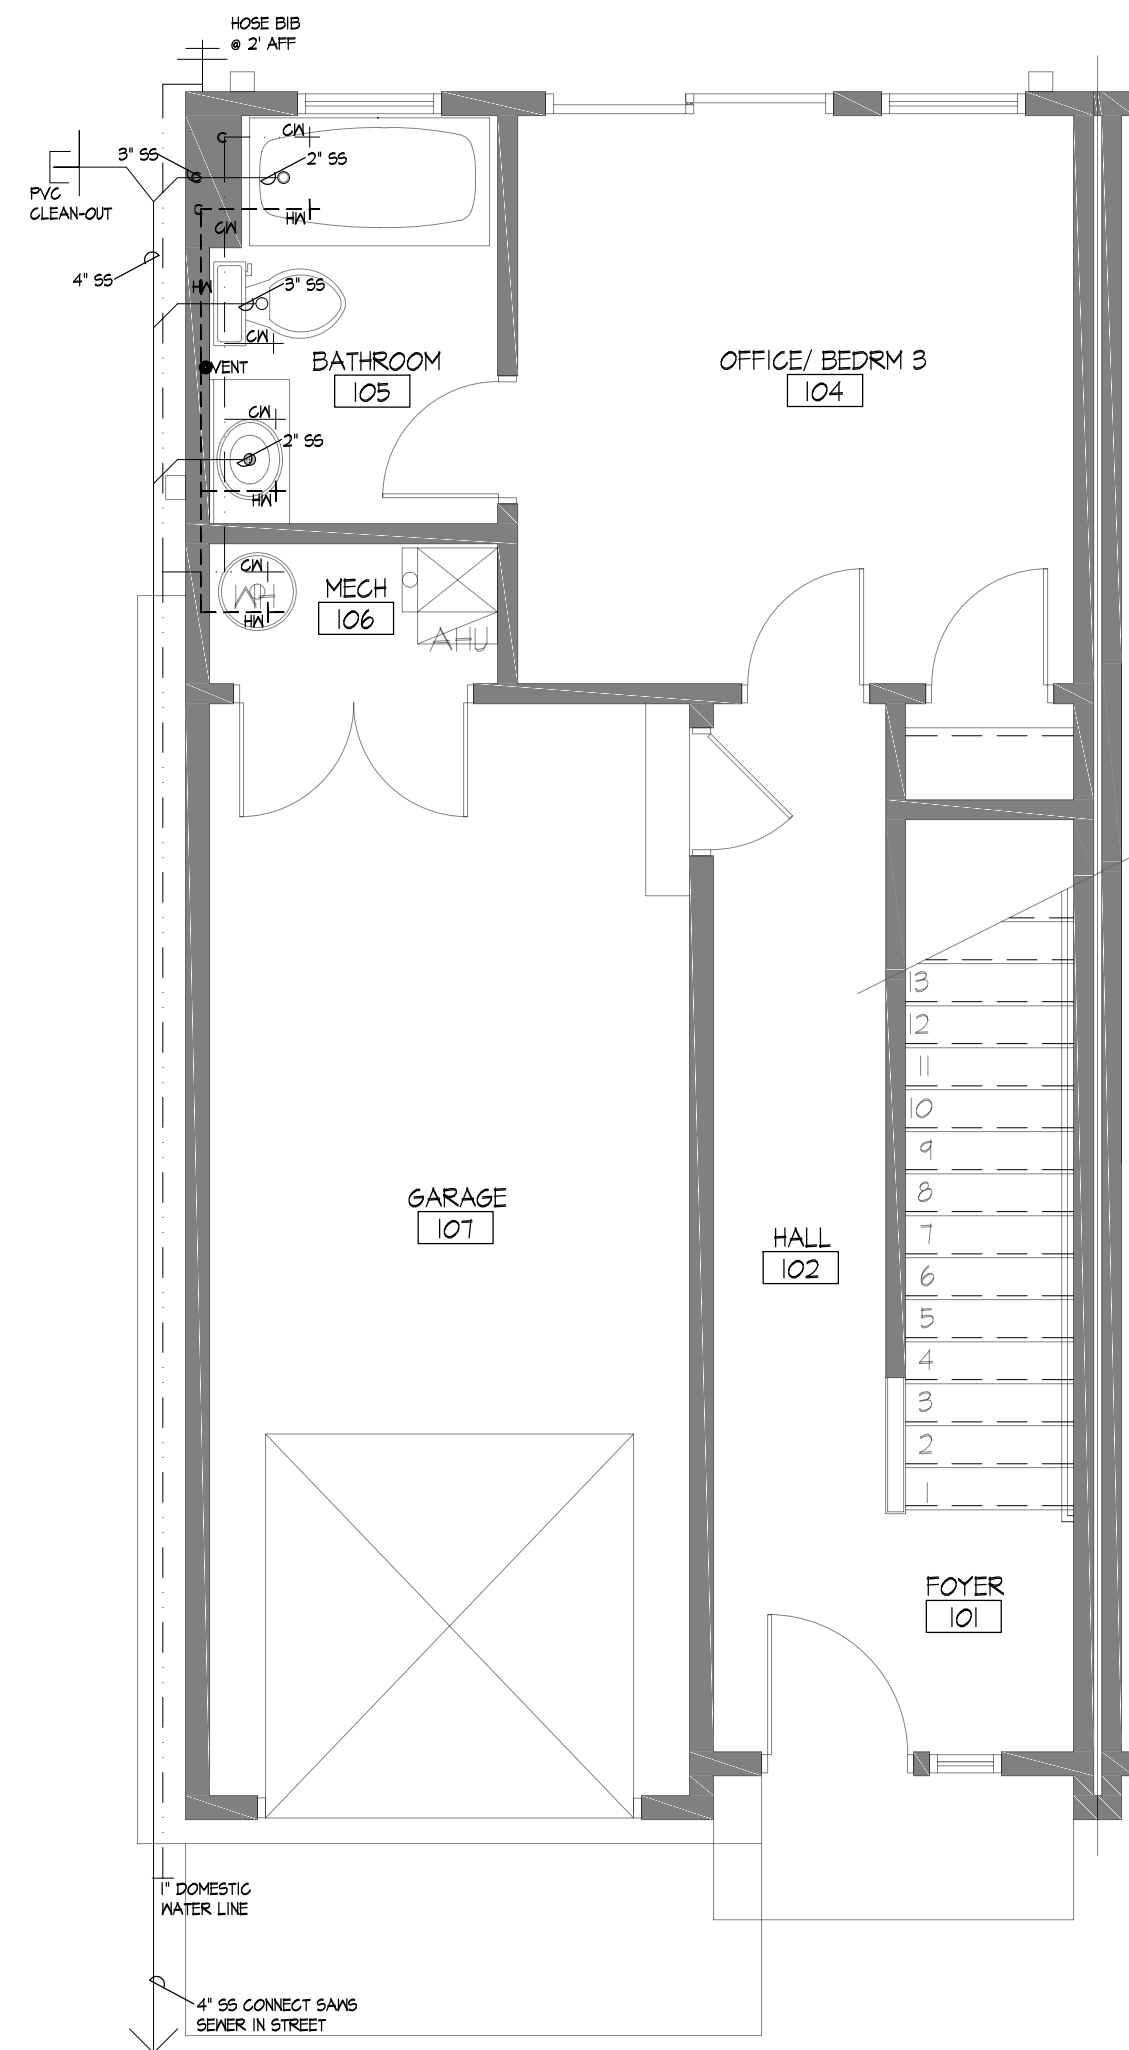 HOSE BIB
@ 2' AFF
C
CW
3" SS
2" SS
PVC
CLEAN-OUT
C
HW
CW
4" SS
HW
3" SS
CW
VENT
BATHROOM
105
OFFICE/ BEDRM 3
104
CW
2" SS
HW
CW
WH
HW
MECH
106
AHU
13
12
11
10
9
8
7
6
5
4
3
2
1
GARAGE
107
HALL
102
FOYER
101
1" DOMESTIC
WATER LINE
4" SS CONNECT SAWS
SEWER IN STREET